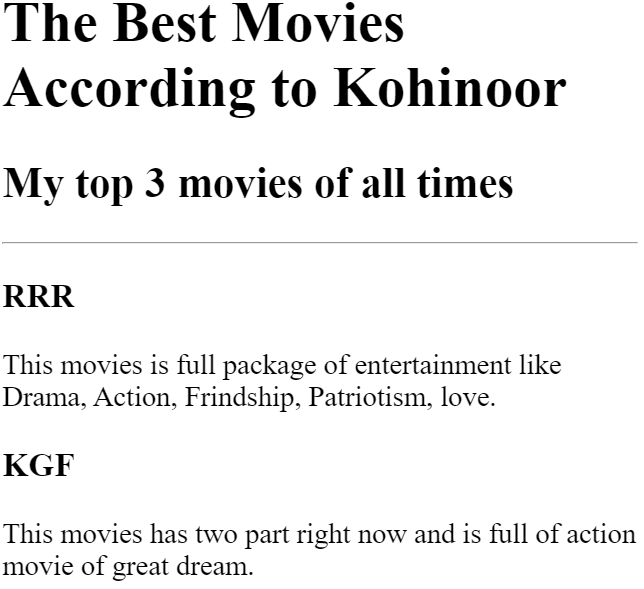 The Best Movies
According to Kohinoor
My top 3 movies of all times
RRR
This movies is full package of entertainment like
Drama, Action, Frindship, Patriotism, love.
KGF
This movies has two part right now and is full of action
movie of great dream.